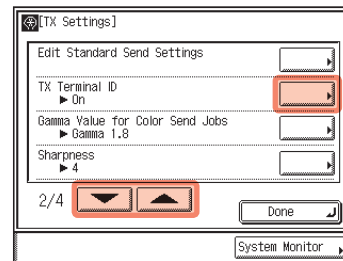 [TX Settings]
Edit Standard Send Settings
TX Terminal ID
► On
Gamma Value for Color Send Jobs
► Gamma 1.8
Sharpness
► 4
2/4
Done
System Monitor